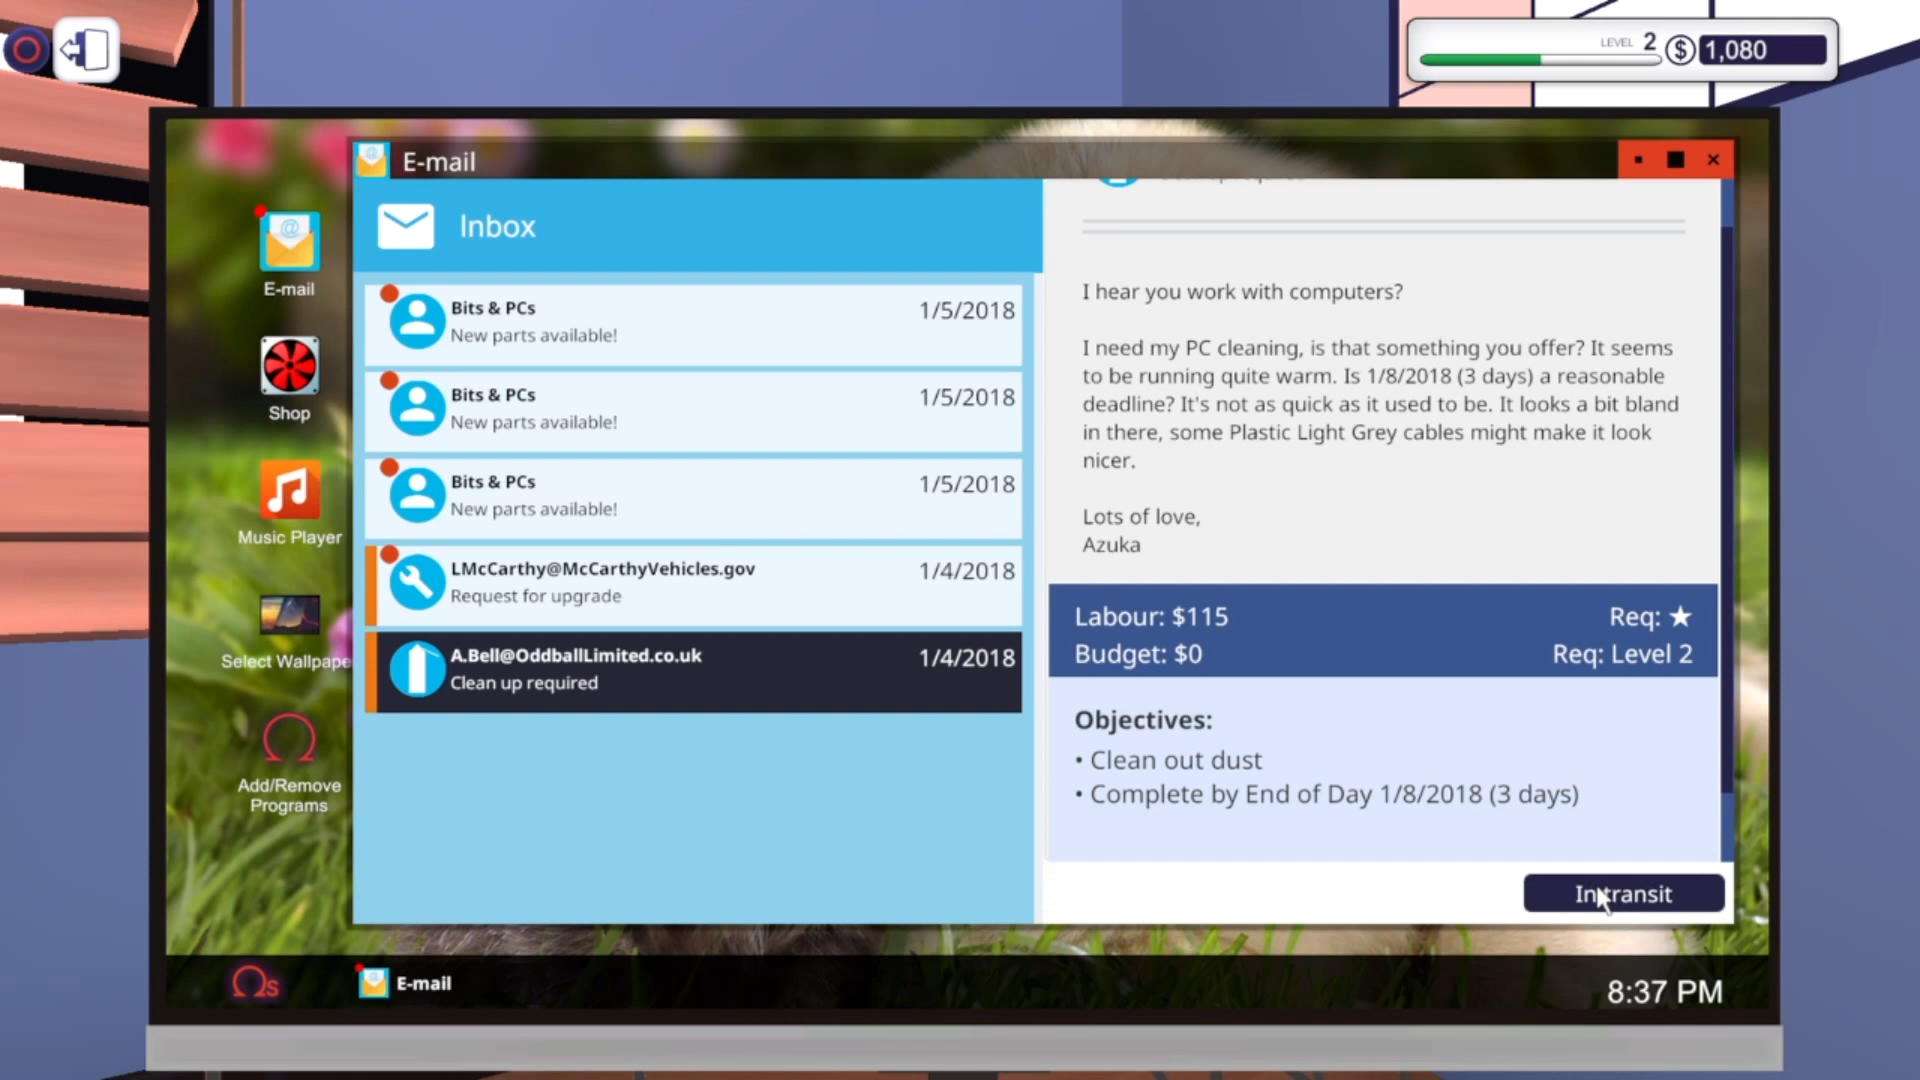 LEVEL 2 $ 1,080
E-mail
Inbox
E-mail
Shop
Music Player
Select Wallpape
Add/Remove
Programs
Bits & PCs 1/5/2018
New parts available!
Bits & PCs 1/5/2018
New parts available!
Bits & PCs 1/5/2018
New parts available!
LMcCarthy@McCarthyVehicles.gov 1/4/2018
Request for upgrade
A.Bell@OddballLimited.co.uk 1/4/2018
Clean up required
I hear you work with computers?
I need my PC cleaning, is that something you offer? It seems
to be running quite warm. Is 1/8/2018 (3 days) a reasonable
deadline? It's not as quick as it used to be. It looks a bit bland
in there, some Plastic Light Grey cables might make it look
nicer.
Lots of love,
Azuka
Labour: $115 Req: ★
Budget: $0 Req: Level 2
Objectives:
• Clean out dust
• Complete by End of Day 1/8/2018 (3 days)
In transit
Ωs E-mail 8:37 PM